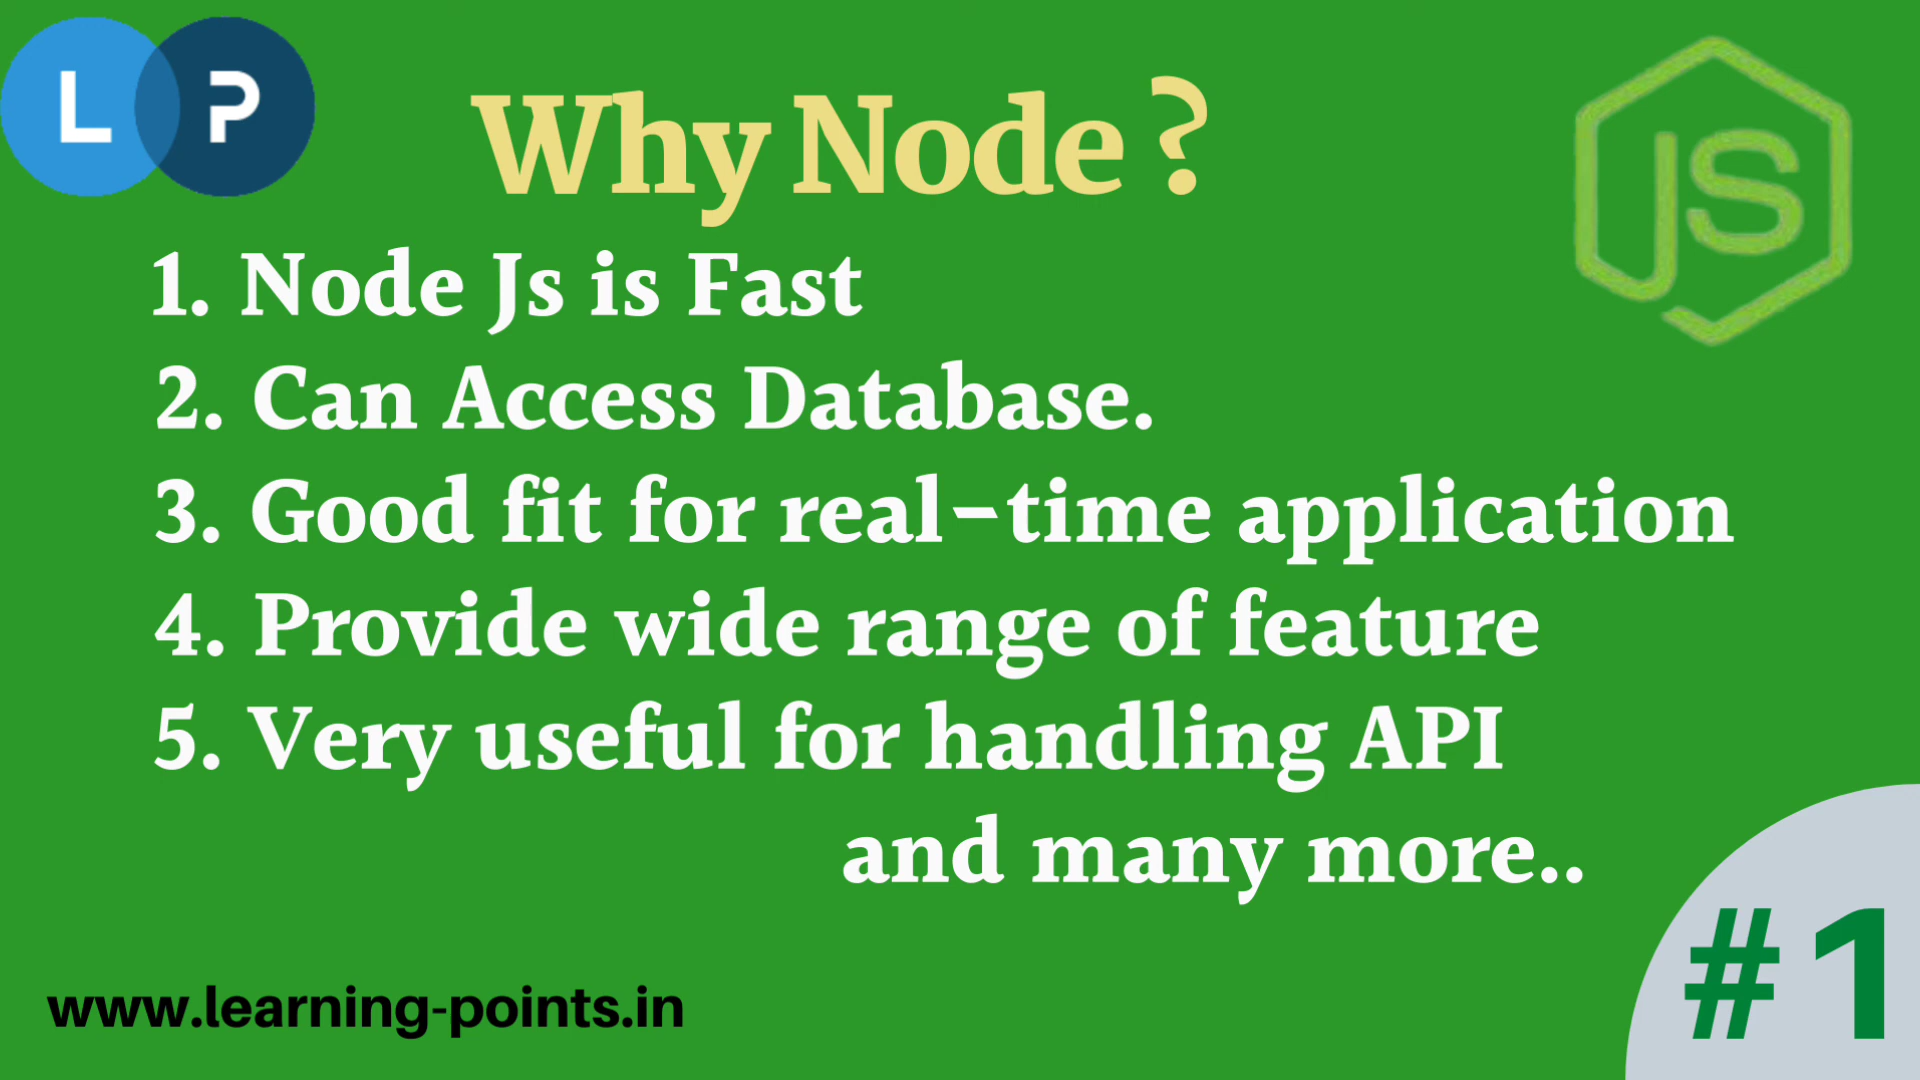 L P
Why Node ?
JS
1. Node Js is Fast
2. Can Access Database.
3. Good fit for real-time application
4. Provide wide range of feature
5. Very useful for handling API
and many more..
#1
www.learning-points.in